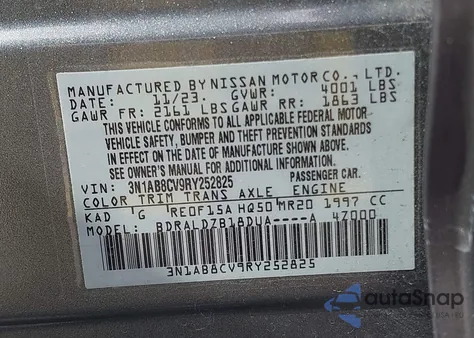 MANUFACTURED BY NISSAN MOTOR CO., LTD.
DATE: 11/23 GVWR: 4001 LBS
GAWR FR: 2161 LBS GAWR RR: 1863 LBS
THIS VEHICLE CONFORMS TO ALL APPLICABLE FEDERAL MOTOR
VEHICLE SAFETY, BUMPER AND THEFT PREVENTION STANDARDS
IN EFFECT ON THE DATE OF MANUFACTURE SHOWN ABOVE.
SEE OWNER'S MANUAL FOR ADDITIONAL INFORMATION.
VIN: 3N1AB8CV9RY252825 PASSENGER CAR.
COLOR TRIM TRANS AXLE ENGINE
KAD G RE0F15A HQ50 MR20 1997 CC
MODEL: BDRALDZB18DUA----A 4Z000
3N1AB8CV9RY252825
autoSnap